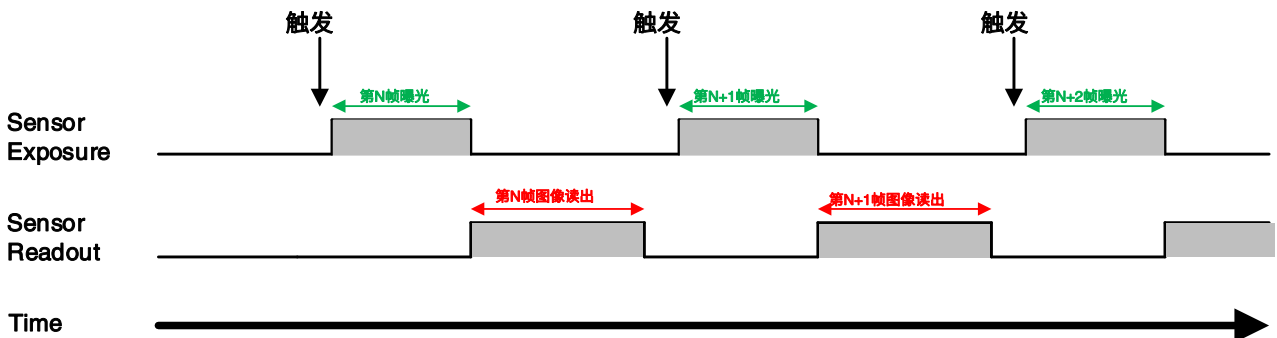 触发 触发 触发
第N帧曝光 第N+1帧曝光 第N+2帧曝光
Sensor
Exposure
第N帧图像读出 第N+1帧图像读出
Sensor
Readout
Time